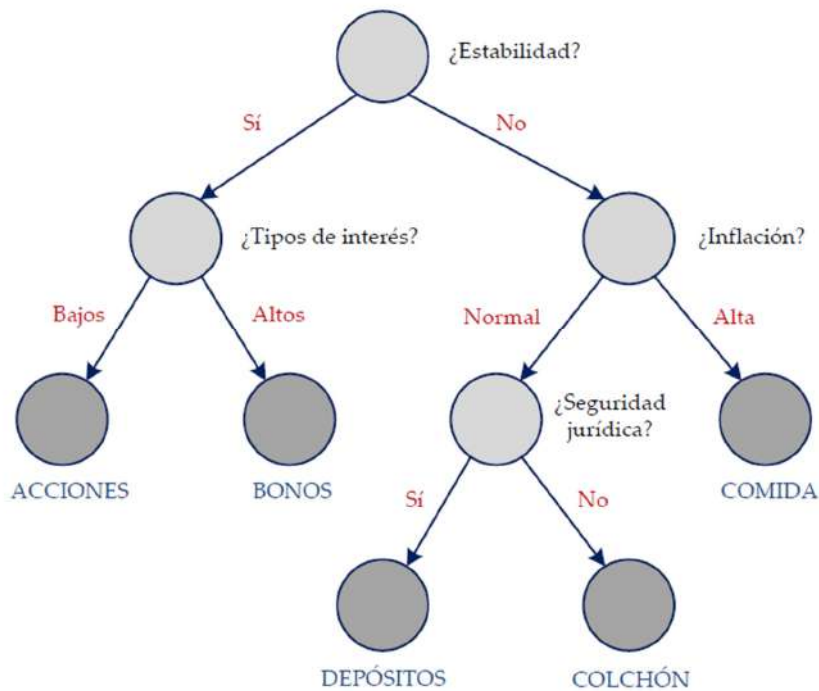 ¿Estabilidad?
Sí
No
¿Tipos de interés?
¿Inflación?
Bajos
Altos
Normal
Alta
¿Seguridad
jurídica?
ACCIONES
BONOS
COMIDA
Sí
No
DEPÓSITOS
COLCHÓN